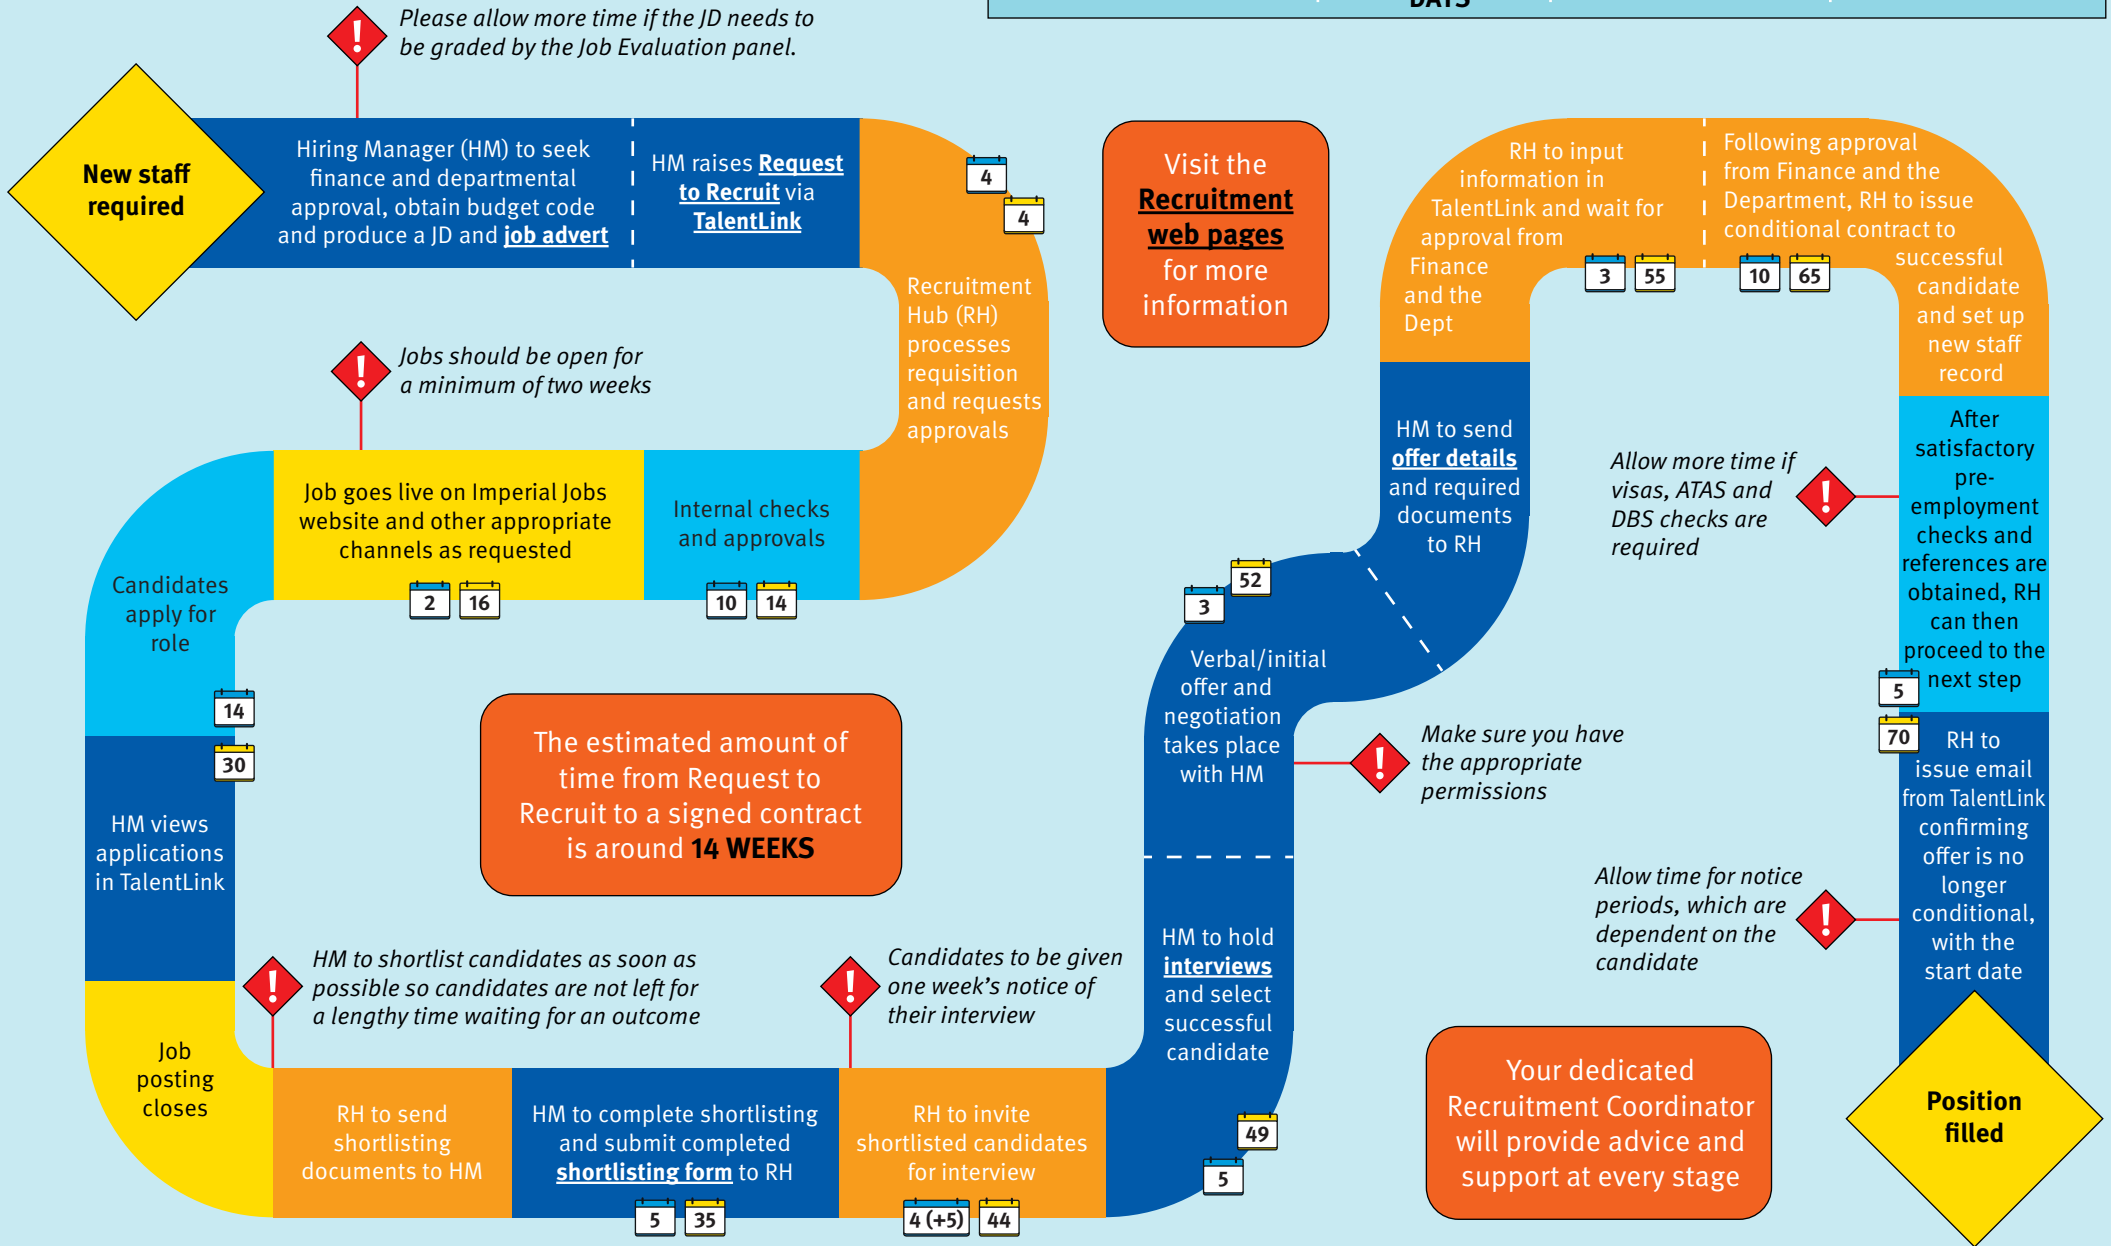 DAYS
Please allow more time if the JD needs to
be graded by the Job Evaluation panel.
New staff
required
Hiring Manager (HM) to seek
finance and departmental
approval, obtain budget code
and produce a JD and job advert
HM raises Request
to Recruit via
TalentLink
4
4
Recruitment
Hub (RH)
processes
requisition
and requests
approvals
Internal checks
and approvals
10
14
Jobs should be open for
a minimum of two weeks
Job goes live on Imperial Jobs
website and other appropriate
channels as requested
2
16
Candidates
apply for
role
14
30
HM views
applications
in TalentLink
Job
posting
closes
HM to shortlist candidates as soon as
possible so candidates are not left for
a lengthy time waiting for an outcome
RH to send
shortlisting
documents to HM
HM to complete shortlisting
and submit completed
shortlisting form to RH
5
35
Candidates to be given
one week's notice of
their interview
RH to invite
shortlisted candidates
for interview
4 (+5)
44
HM to hold
interviews
and select
successful
candidate
49
5
Verbal/initial
offer and
negotiation
takes place
with HM
3
52
Make sure you have
the appropriate
permissions
HM to send
offer details
and required
documents
to RH
RH to input
information in
TalentLink and wait for
approval from
Finance
and the
Dept
3
55
Following approval
from Finance and the
Department, RH to issue
conditional contract to
successful
candidate
and set up
new staff
record
10
65
Allow more time if
visas, ATAS and
DBS checks are
required
After
satisfactory
pre-
employment
checks and
references are
obtained, RH
can then
proceed to the
next step
5
70
RH to
issue email
from TalentLink
confirming
offer is no
longer
conditional,
with the
start date
Allow time for notice
periods, which are
dependent on the
candidate
Position
filled
Visit the
Recruitment
web pages
for more
information
The estimated amount of
time from Request to
Recruit to a signed contract
is around 14 WEEKS
Your dedicated
Recruitment Coordinator
will provide advice and
support at every stage